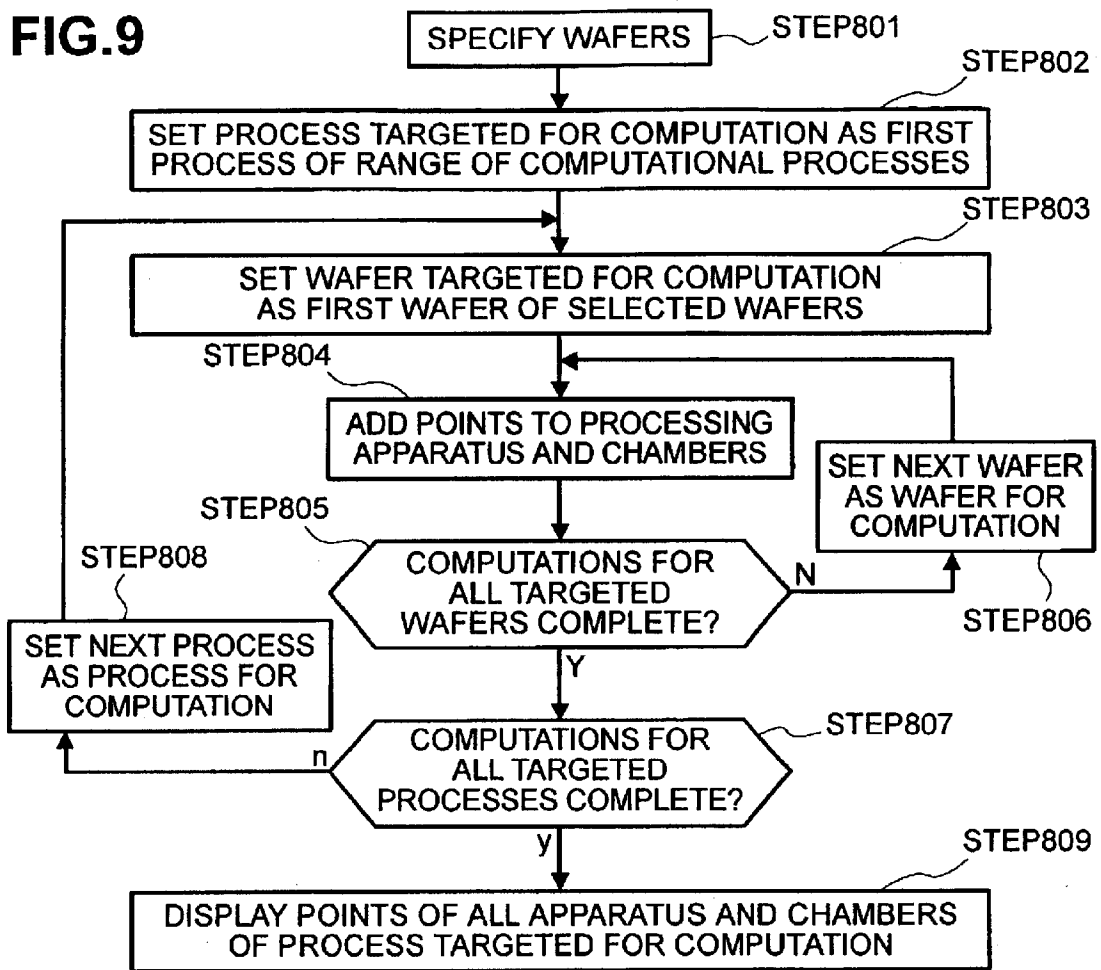 FIG.9
SPECIFY WAFERS
STEP801
STEP802
SET PROCESS TARGETED FOR COMPUTATION AS FIRST
PROCESS OF RANGE OF COMPUTATIONAL PROCESSES
STEP803
SET WAFER TARGETED FOR COMPUTATION
AS FIRST WAFER OF SELECTED WAFERS
STEP804
ADD POINTS TO PROCESSING
APPARATUS AND CHAMBERS
SET NEXT WAFER
AS WAFER FOR
COMPUTATION
STEP806
STEP805
COMPUTATIONS FOR
ALL TARGETED
WAFERS COMPLETE?
N
Y
STEP808
SET NEXT PROCESS
AS PROCESS FOR
COMPUTATION
STEP807
COMPUTATIONS FOR
ALL TARGETED
PROCESSES COMPLETE?
n
y
STEP809
DISPLAY POINTS OF ALL APPARATUS AND CHAMBERS
OF PROCESS TARGETED FOR COMPUTATION